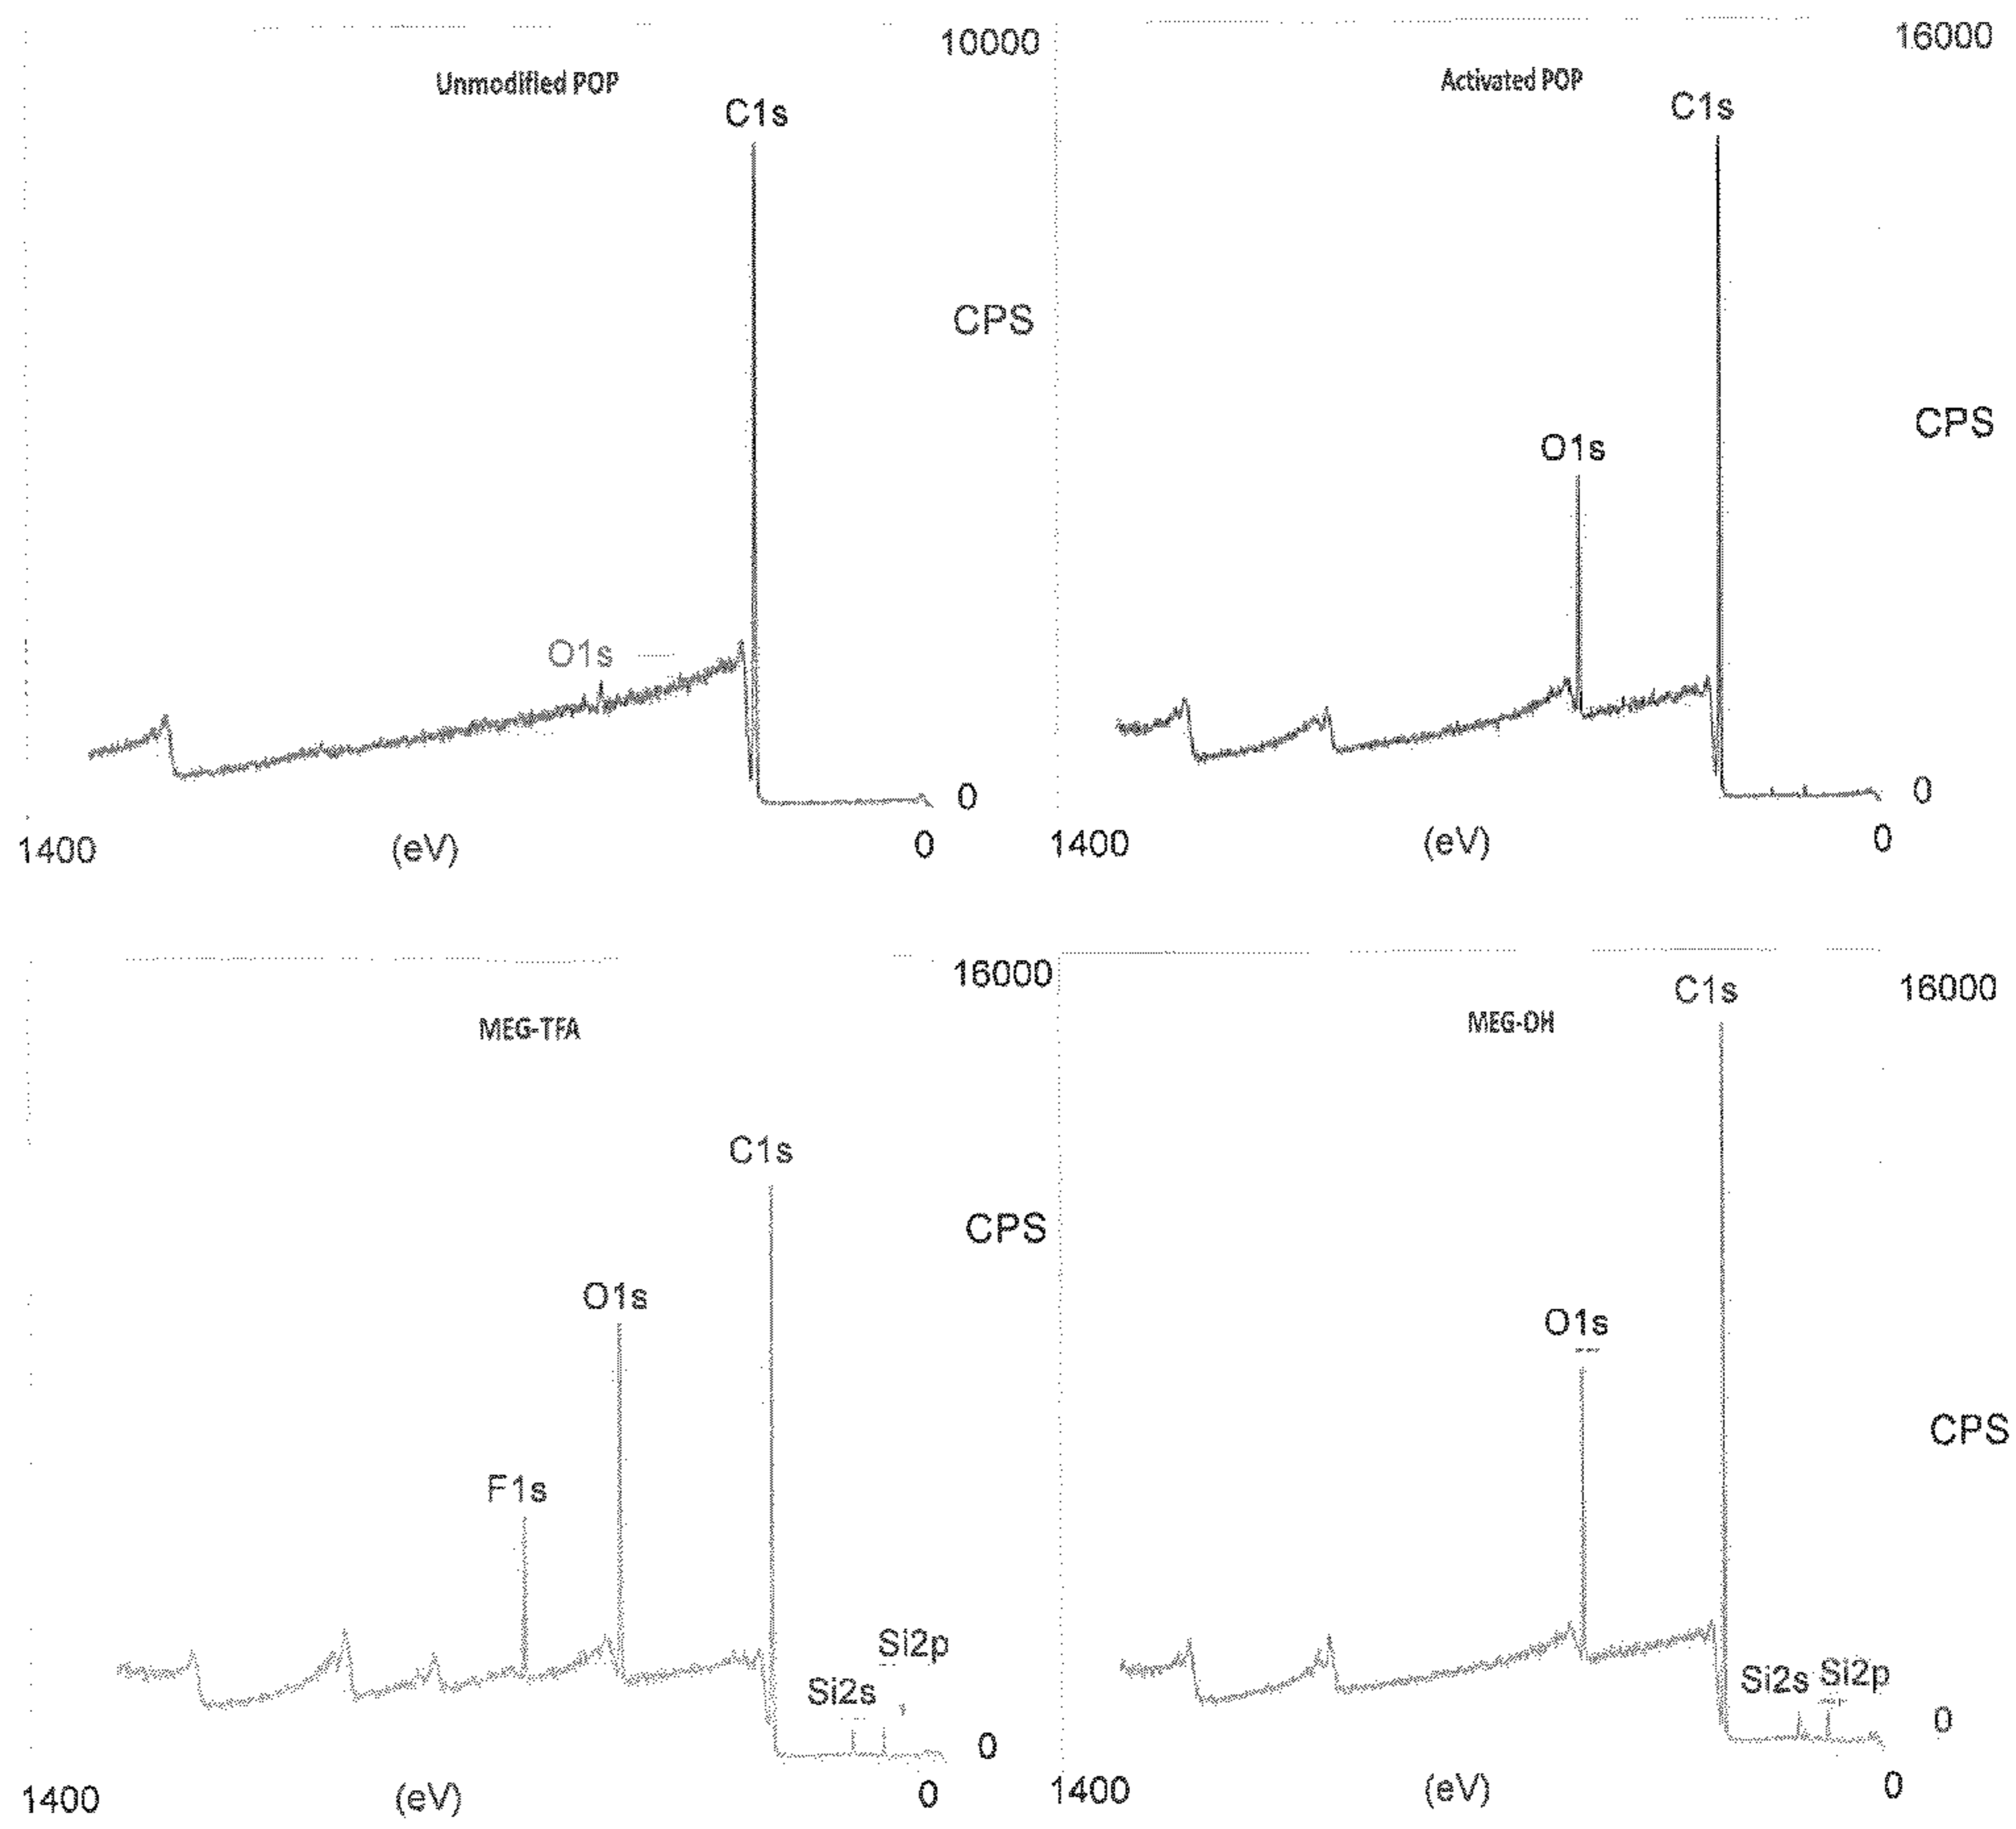 10000
Unmodified POP
C1s
CPS
O1s
0
1400
(eV)
0
16000
Activated POP
C1s
O1s
CPS
0
1400
(eV)
0
16000
MEG-TFA
C1s
CPS
O1s
F1s
Si2p
Si2s
0
1400
(eV)
0
C1s
16000
MEG-OH
O1s
CPS
Si2s
Si2p
0
1400
(eV)
0